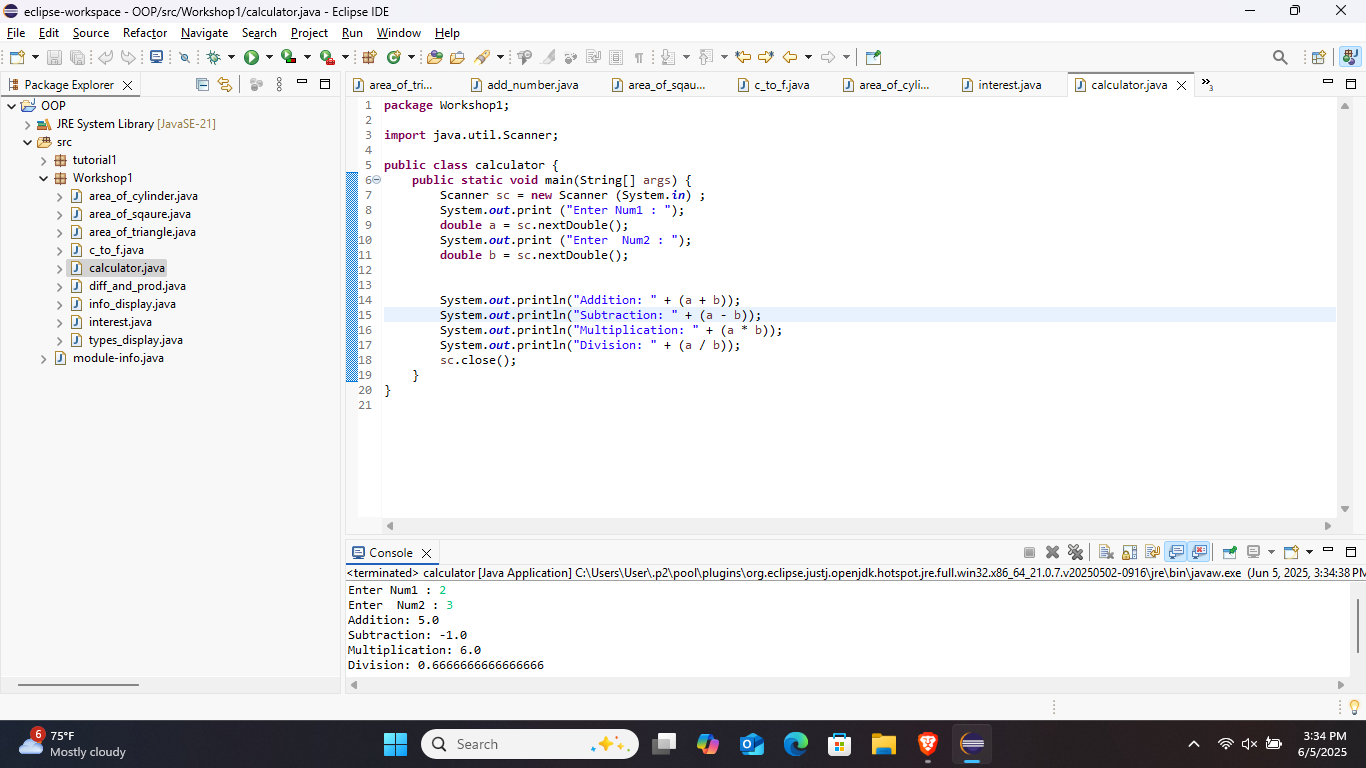 eclipse-workspace - OOP/src/Workshop1/calculator.java - Eclipse IDE
File Edit Source Refactor Navigate Search Project Run Window Help
Package Explorer
OOP
JRE System Library [JavaSE-21]
src
tutorial1
Workshop1
area_of_cylinder.java
area_of_sqaure.java
area_of_triangle.java
c_to_f.java
calculator.java
diff_and_prod.java
info_display.java
interest.java
types_display.java
module-info.java
area_of_tri... add_number.java area_of_sqau... c_to_f.java area_of_cyli... interest.java calculator.java »3
1 package Workshop1;
2
3 import java.util.Scanner;
4
5 public class calculator {
6 public static void main(String[] args) {
7 Scanner sc = new Scanner (System.in) ;
8 System.out.print ("Enter Num1 : ");
9 double a = sc.nextDouble();
10 System.out.print ("Enter  Num2 : ");
11 double b = sc.nextDouble();
12
13
14 System.out.println("Addition: " + (a + b));
15 System.out.println("Subtraction: " + (a - b));
16 System.out.println("Multiplication: " + (a * b));
17 System.out.println("Division: " + (a / b));
18 sc.close();
19 }
20 }
21
Console
<terminated> calculator [Java Application] C:\Users\User\.p2\pool\plugins\org.eclipse.justj.openjdk.hotspot.jre.full.win32.x86_64_21.0.7.v20250502-0916\jre\bin\javaw.exe (Jun 5, 2025, 3:34:38 PM
Enter Num1 : 2
Enter  Num2 : 3
Addition: 5.0
Subtraction: -1.0
Multiplication: 6.0
Division: 0.6666666666666666
6
75°F
Mostly cloudy
Search
3:34 PM
6/5/2025